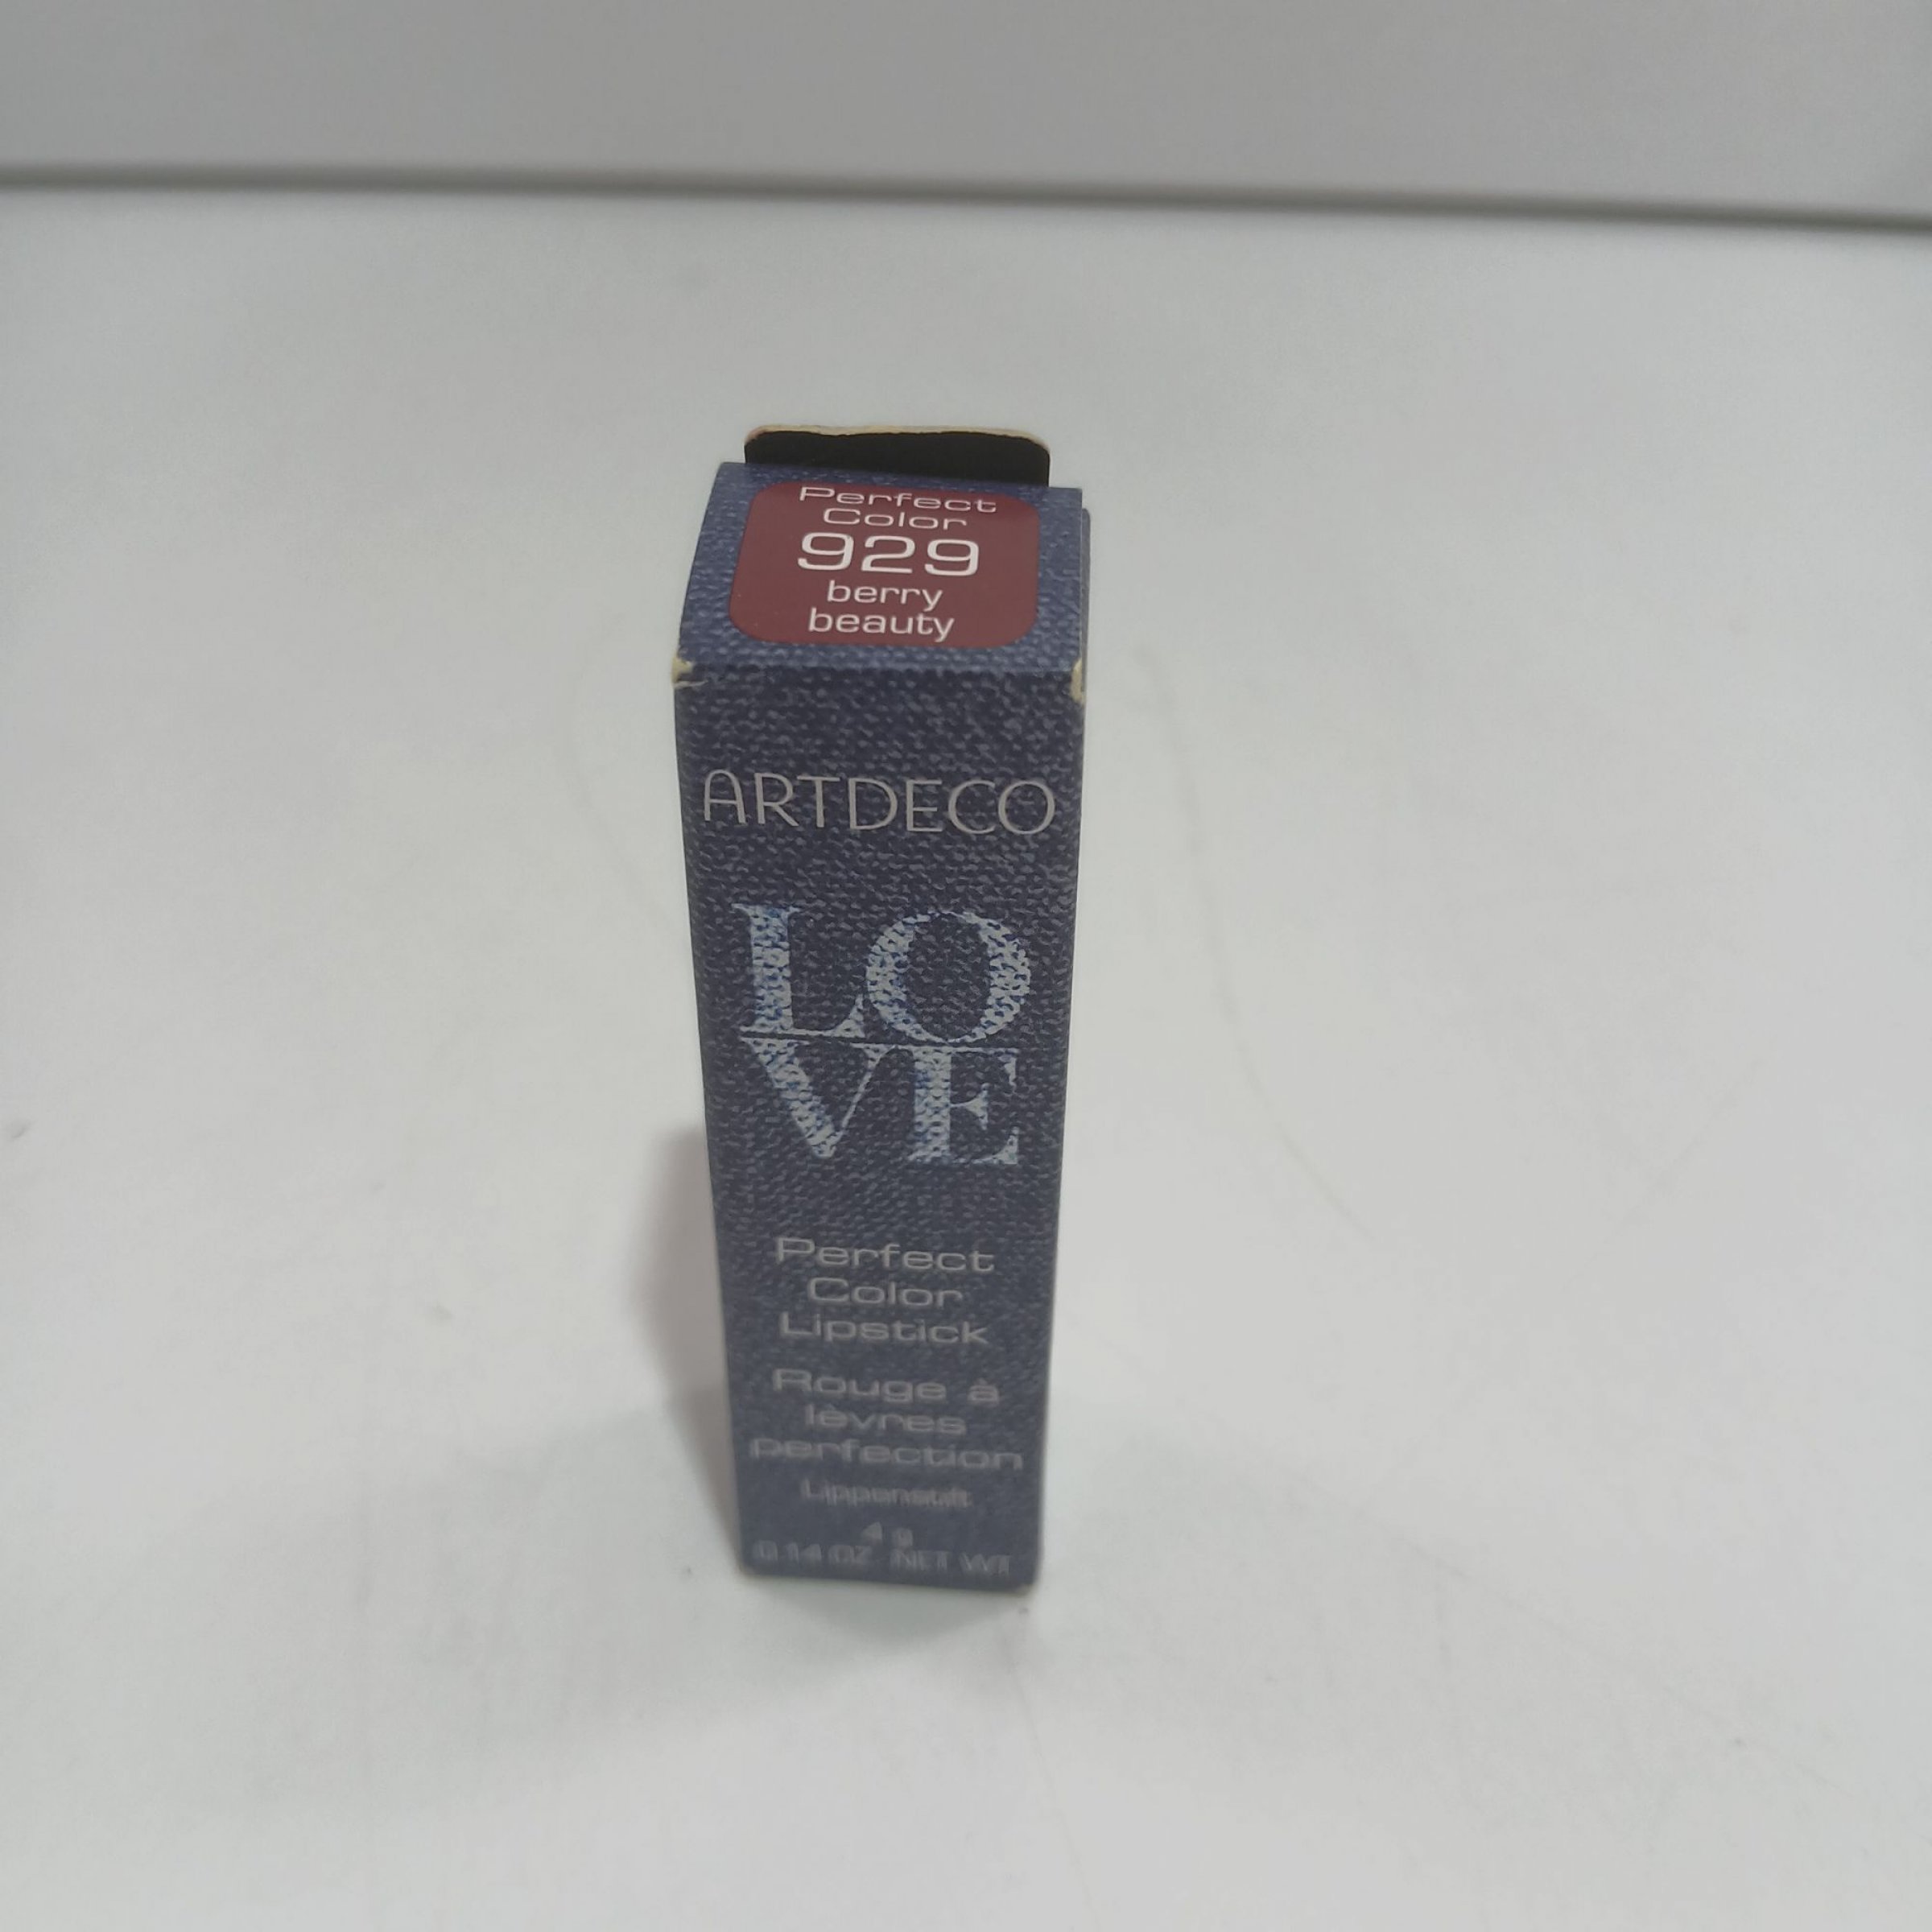 Perfect
Color
929
berry
beauty
ARTDECO
LO
VE
Perfect
Color
Lipstick
Rouge à
lèvres
perfection
Lippenstift
4 g
0.14 OZ. NET WT